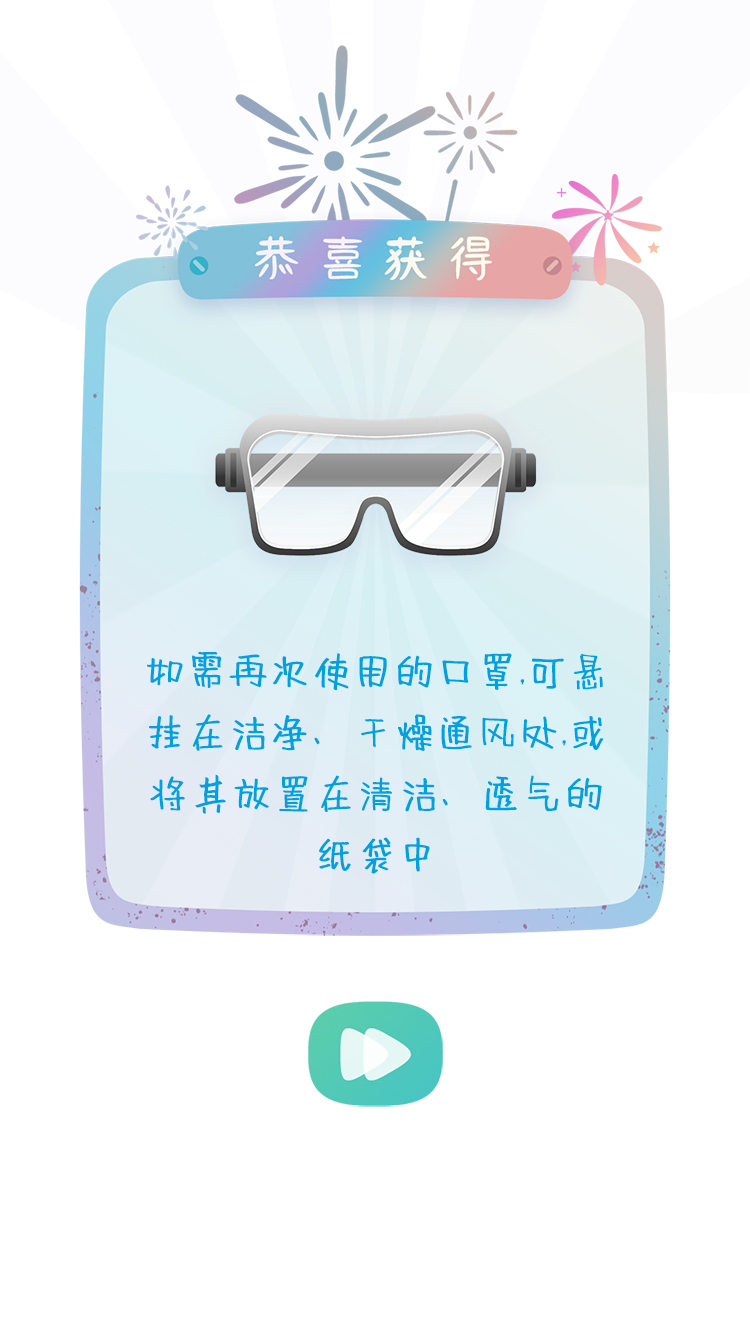 恭喜获得
如需再次使用的口罩,可悬
挂在洁净、干燥通风处,或
将其放置在清洁、透气的
纸袋中